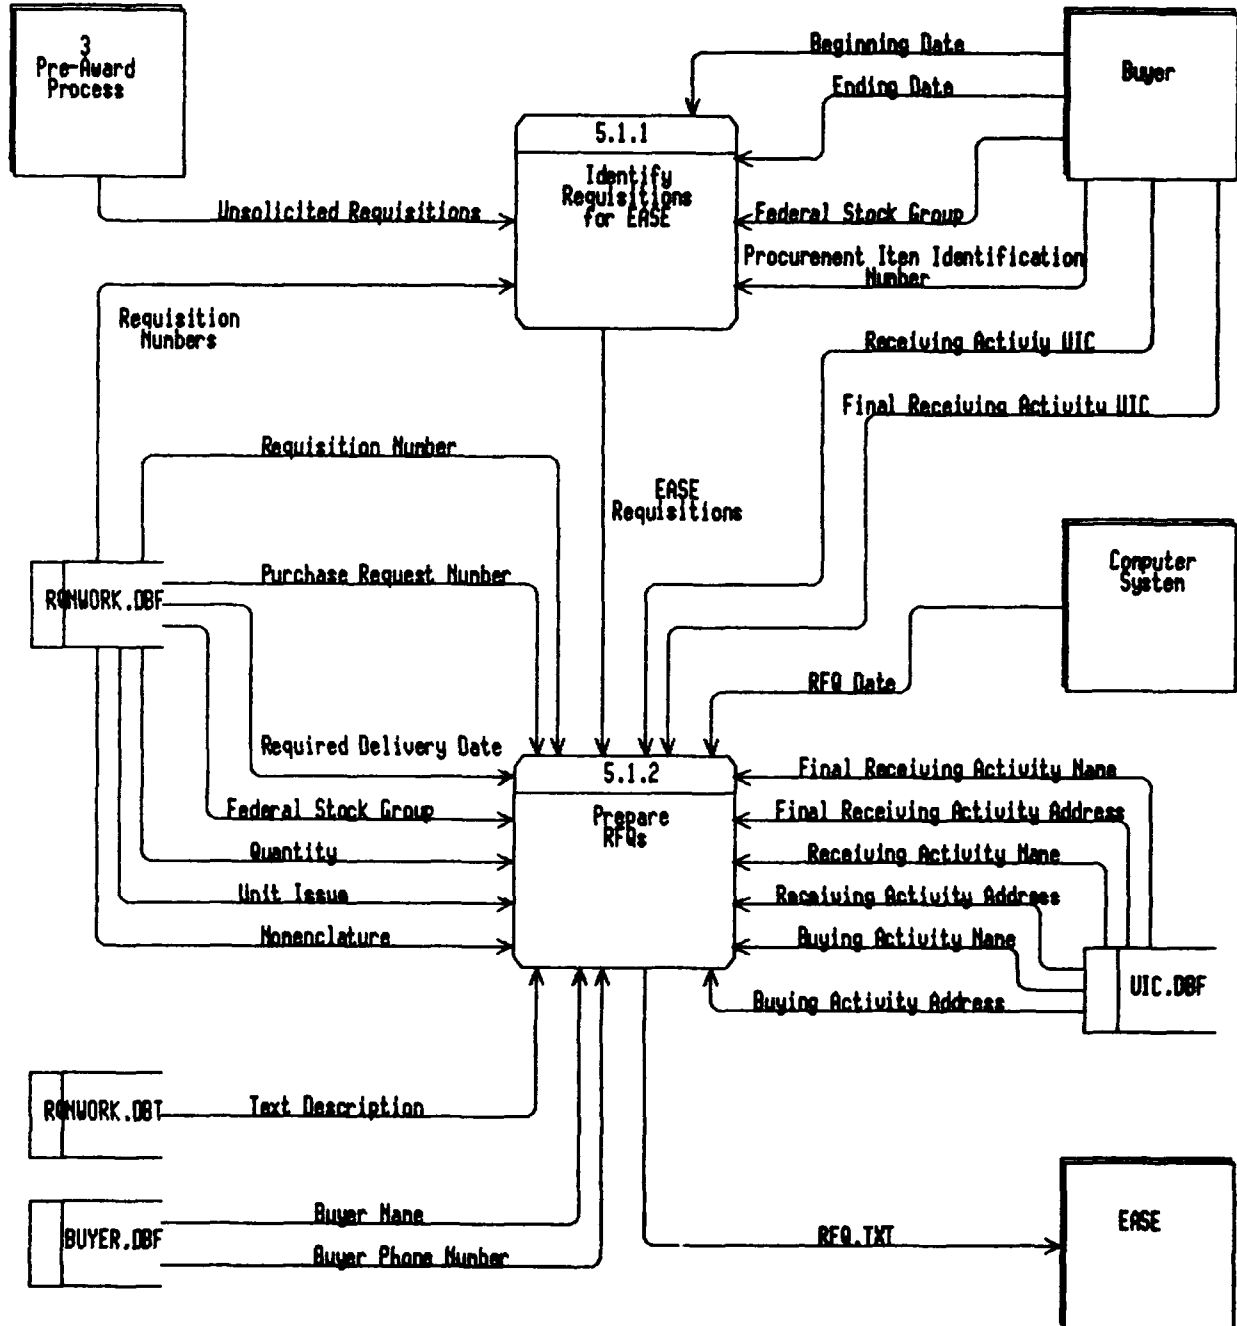 3
Pre-Award
Process
Beginning Date
Buyer
Ending Date
5.1.1
Identify
Requisitions
for EASE
Unsolicited Requisitions
Federal Stock Group
Procurement Iten Identification
Number
Requisition
Numbers
Receiving Activiy UIC
Final Receiving Activity UIC
Requisition Number
EASE
Requisitions
Computer
Systen
Purchase Request Number
RQNWORK.DBF
RFQ Date
Required Delivery Date
5.1.2
Prepare
RFQs
Final Receiving Activity Name
Federal Stock Group
Final Receiving Activity Address
Quantity
Receiving Activity Name
Unit Issue
Receiving Activity Address
Nomenclature
Buying Activity Name
UIC.DBF
Buying Activity Address
RQNWORK.DBT
Text Description
Buyer Name
BUYER.DBF
Buyer Phone Number
RFQ.TXT
EASE